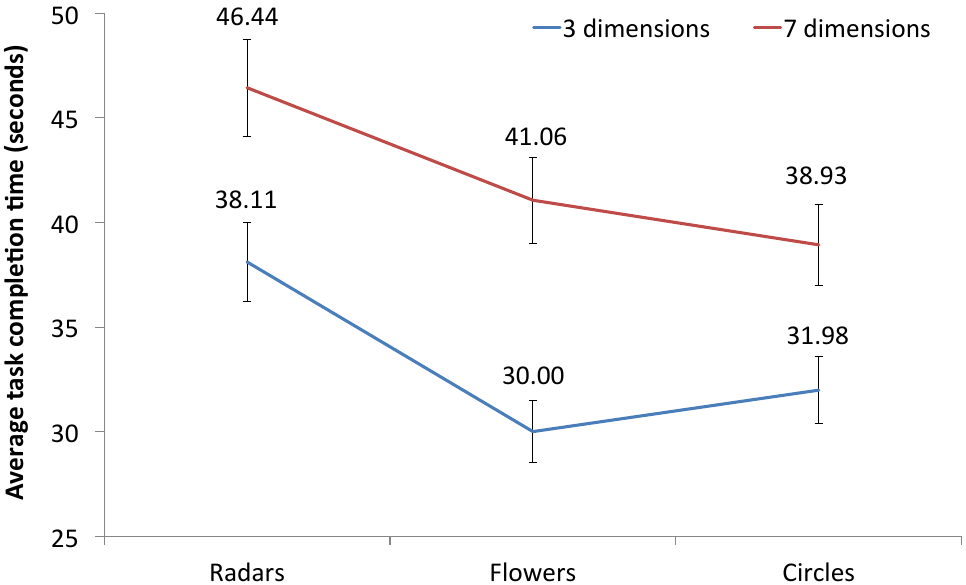 50
46.44
3 dimensions
7 dimensions
45
41.06
38.93
38.11
40
35
31.98
30.00
30
25
Average task completion time (seconds)
Radars
Flowers
Circles